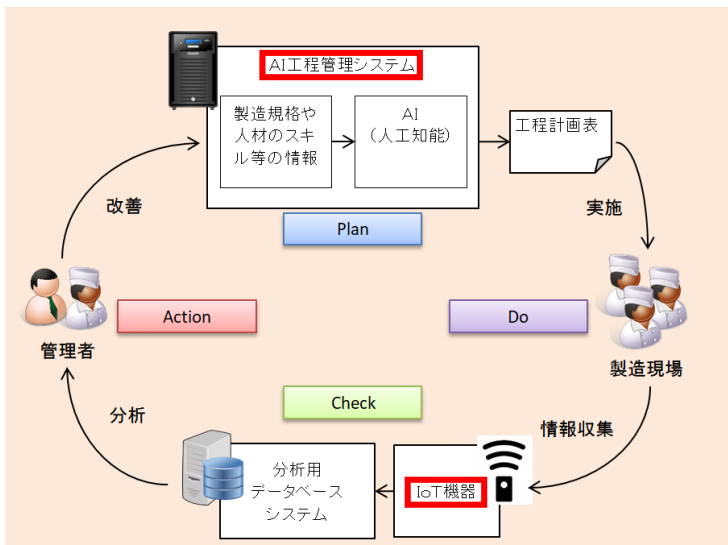 AI工程管理システム
製造規格や
人材のスキ
ル等の情報
AI
(人工知能)
工程計画表
改善
Plan
実施
管理者
Action
Do
製造現場
分析
Check
情報収集
分析用
データベース
システム
IoT機器